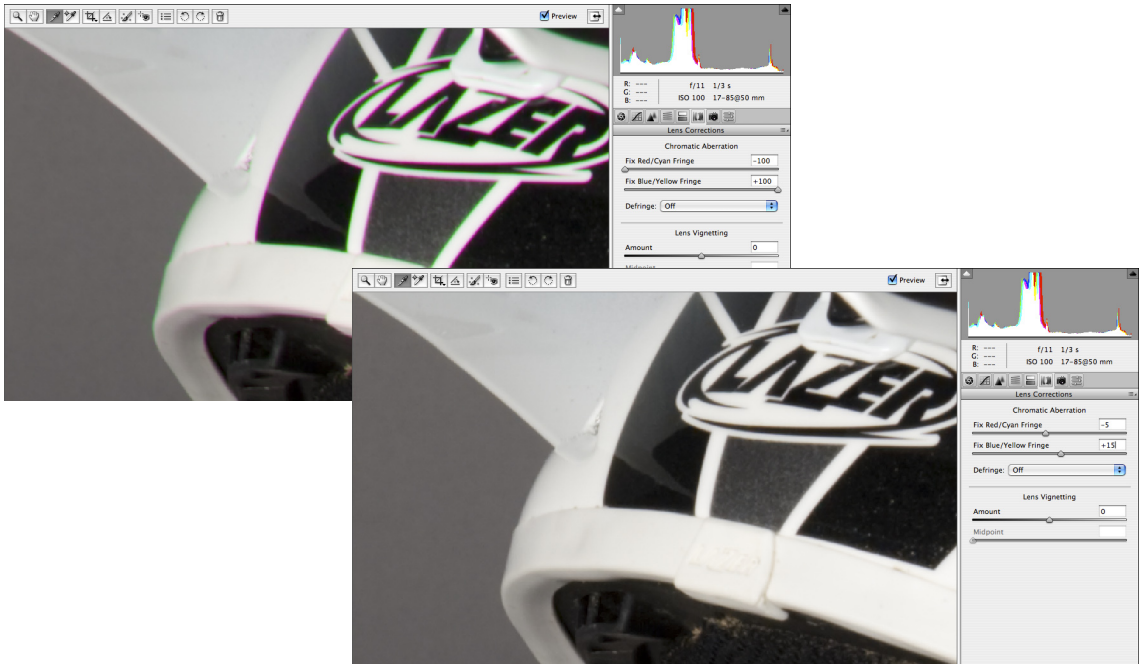 Preview
R: ---
G: ---
B: ---
f/11 1/3 s
ISO 100 17-85@50 mm
Lens Corrections
Chromatic Aberration
Fix Red/Cyan Fringe -100
Fix Blue/Yellow Fringe +100
Defringe: Off
Lens Vignetting
Amount 0
Midpoint
LAZER
Preview
R: ---
G: ---
B: ---
f/11 1/3 s
ISO 100 17-85@50 mm
Lens Corrections
Chromatic Aberration
Fix Red/Cyan Fringe -5
Fix Blue/Yellow Fringe +15
Defringe: Off
Lens Vignetting
Amount 0
Midpoint
LAZER